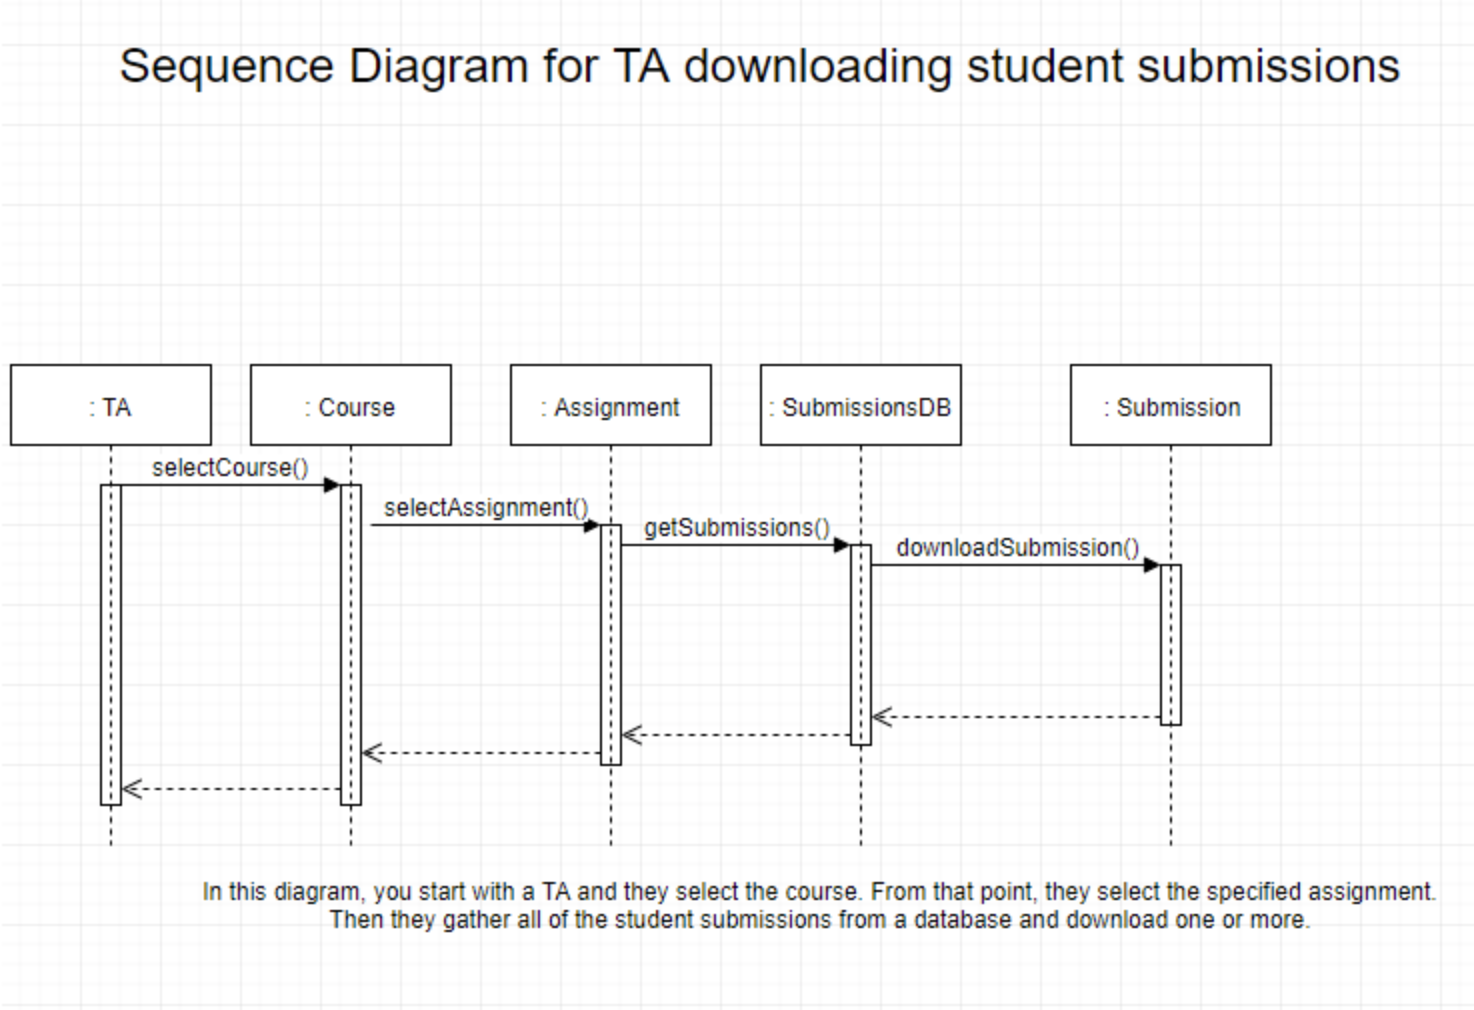 Sequence Diagram for TA downloading student submissions
: TA
: Course
: Assignment
: SubmissionsDB
: Submission
selectCourse()
selectAssignment()
getSubmissions()
downloadSubmission()
In this diagram, you start with a TA and they select the course. From that point, they select the specified assignment.
Then they gather all of the student submissions from a database and download one or more.